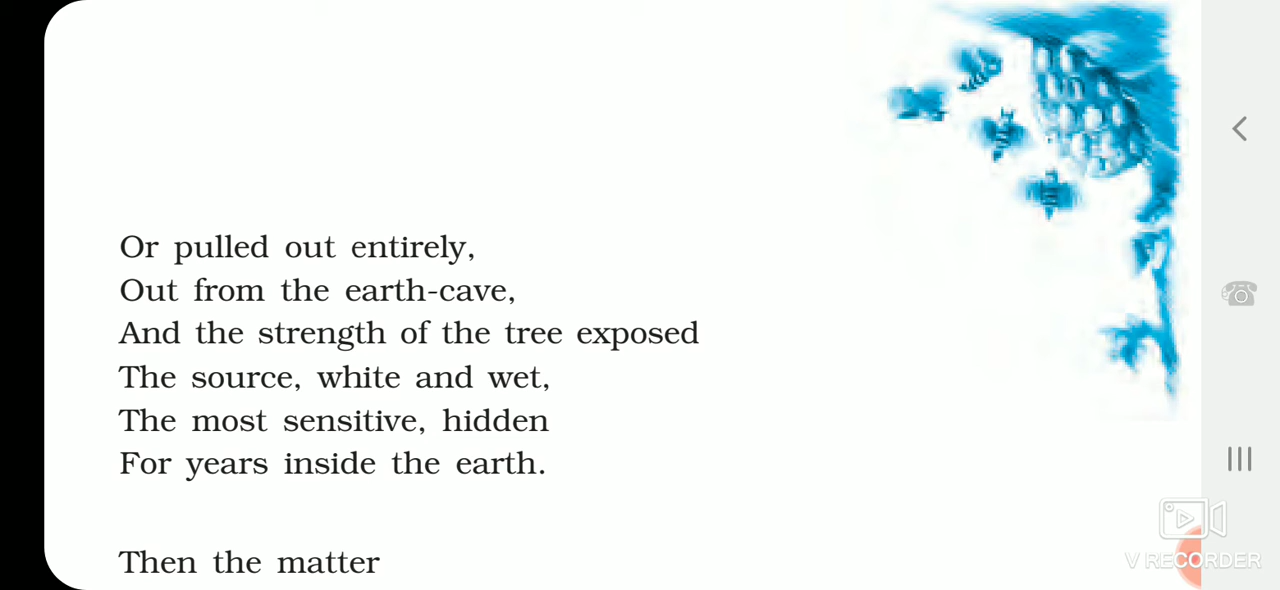 Or pulled out entirely,
Out from the earth-cave,
And the strength of the tree exposed
The source, white and wet,
The most sensitive, hidden
For years inside the earth.
Then the matter
V RECORDER